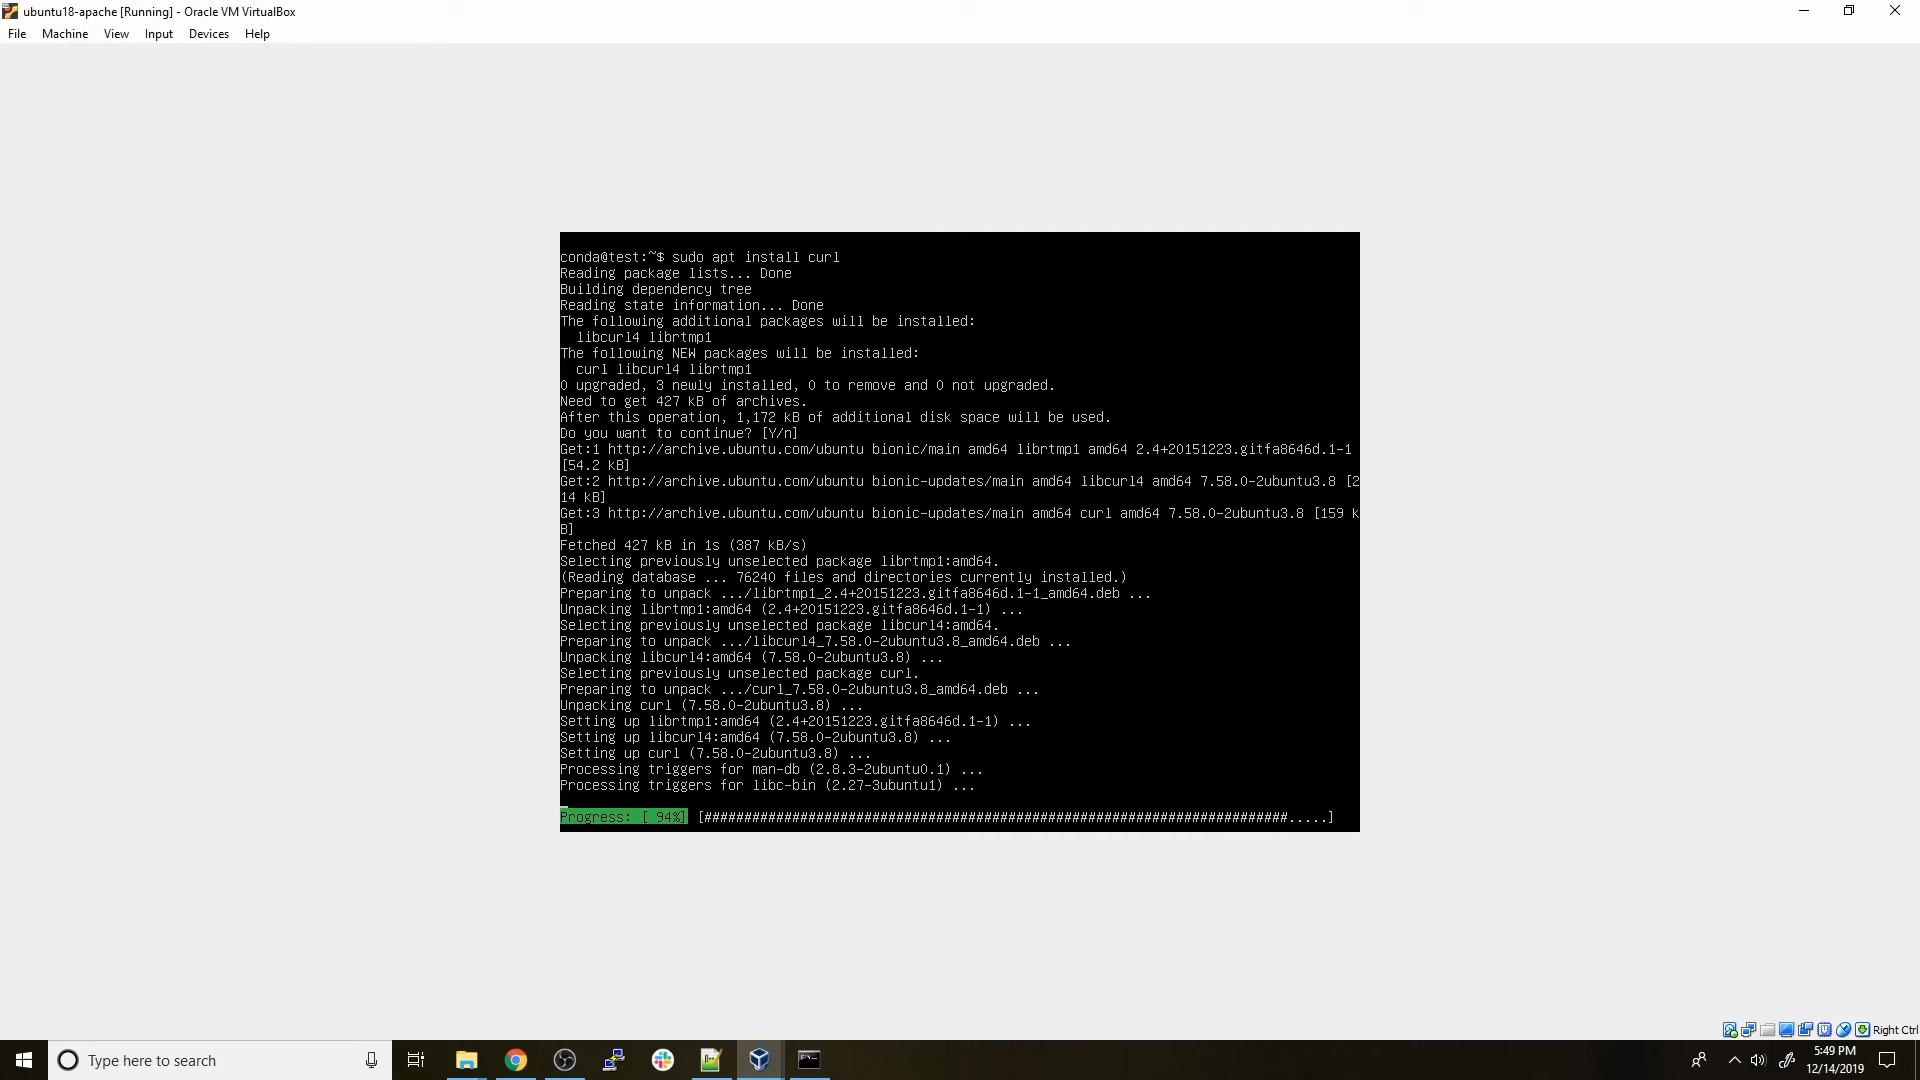 ubuntu18-apache [Running] - Oracle VM VirtualBox
File Machine View Input Devices Help
conda@test:~$ sudo apt install curl
Reading package lists... Done
Building dependency tree
Reading state information... Done
The following additional packages will be installed:
  libcurl4 librtmp1
The following NEW packages will be installed:
  curl libcurl4 librtmp1
0 upgraded, 3 newly installed, 0 to remove and 0 not upgraded.
Need to get 427 kB of archives.
After this operation, 1,172 kB of additional disk space will be used.
Do you want to continue? [Y/n]
Get:1 http://archive.ubuntu.com/ubuntu bionic/main amd64 librtmp1 amd64 2.4+20151223.gitfa8646d.1-1
[54.2 kB]
Get:2 http://archive.ubuntu.com/ubuntu bionic-updates/main amd64 libcurl4 amd64 7.58.0-2ubuntu3.8 [2
14 kB]
Get:3 http://archive.ubuntu.com/ubuntu bionic-updates/main amd64 curl amd64 7.58.0-2ubuntu3.8 [159 k
B]
Fetched 427 kB in 1s (387 kB/s)
Selecting previously unselected package librtmp1:amd64.
(Reading database ... 76240 files and directories currently installed.)
Preparing to unpack .../librtmp1_2.4+20151223.gitfa8646d.1-1_amd64.deb ...
Unpacking librtmp1:amd64 (2.4+20151223.gitfa8646d.1-1) ...
Selecting previously unselected package libcurl4:amd64.
Preparing to unpack .../libcurl4_7.58.0-2ubuntu3.8_amd64.deb ...
Unpacking libcurl4:amd64 (7.58.0-2ubuntu3.8) ...
Selecting previously unselected package curl.
Preparing to unpack .../curl_7.58.0-2ubuntu3.8_amd64.deb ...
Unpacking curl (7.58.0-2ubuntu3.8) ...
Setting up librtmp1:amd64 (2.4+20151223.gitfa8646d.1-1) ...
Setting up libcurl4:amd64 (7.58.0-2ubuntu3.8) ...
Setting up curl (7.58.0-2ubuntu3.8) ...
Processing triggers for man-db (2.8.3-2ubuntu0.1) ...
Processing triggers for libc-bin (2.27-3ubuntu1) ...
Progress: [ 94%] [#########################################################################.....]
Right Ctrl
Type here to search
5:49 PM
12/14/2019